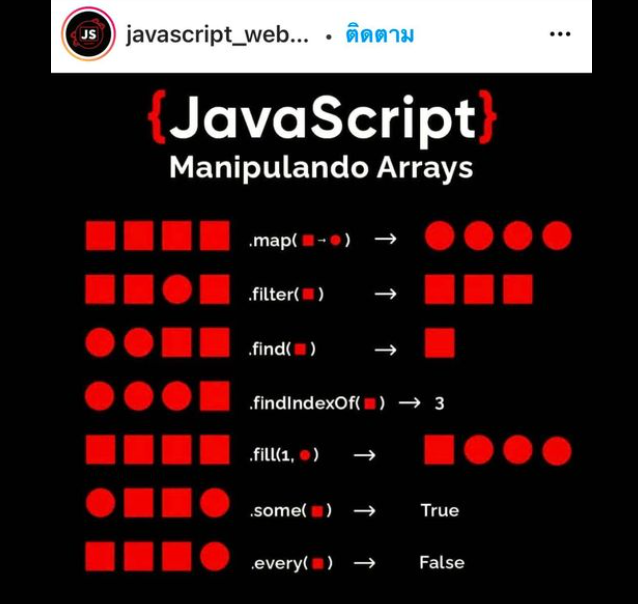 JS
javascript_web... • ติดตาม ...
{JavaScript}
Manipulando Arrays
.map( ■→● ) →
.filter( ■ ) →
.find( ■ ) →
.findIndexOf( ■ ) → 3
.fill(1, ● ) →
.some( ■ ) → True
.every( ■ ) → False